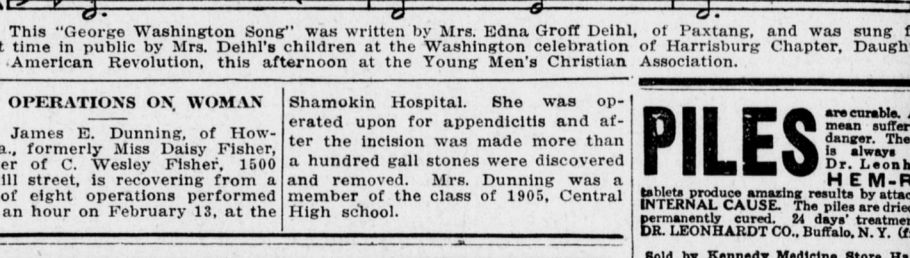 This "George Washington Song" was written by Mrs. Edna Groff Deihl, of Paxtang, and was sung f
t time in public by Mrs. Deihl's children at the Washington celebration of Harrisburg Chapter, Daugh
American Revolution, this afternoon at the Young Men's Christian Association.
OPERATIONS ON WOMAN
James E. Dunning, of How-
a., formerly Miss Daisy Fisher,
er of C. Wesley Fisher, 1500
ill street, is recovering from a
of eight operations performed
an hour on February 13, at the
Shamokin Hospital. She was op-
erated upon for appendicitis and af-
ter the incision was made more than
a hundred gall stones were discovered
and removed. Mrs. Dunning was a
member of the class of 1905, Central
High school.
PILES
are curable.
mean suffer
danger. The
is always
Dr. Leonh
HEM-R
tablets produce amazing results by attac
INTERNAL CAUSE. The piles are dried
permanently cured. 24 days' treatmen
DR. LEONHARDT CO., Buffalo, N. Y. (f
Sold by Kennedy Medicine Store, Ha